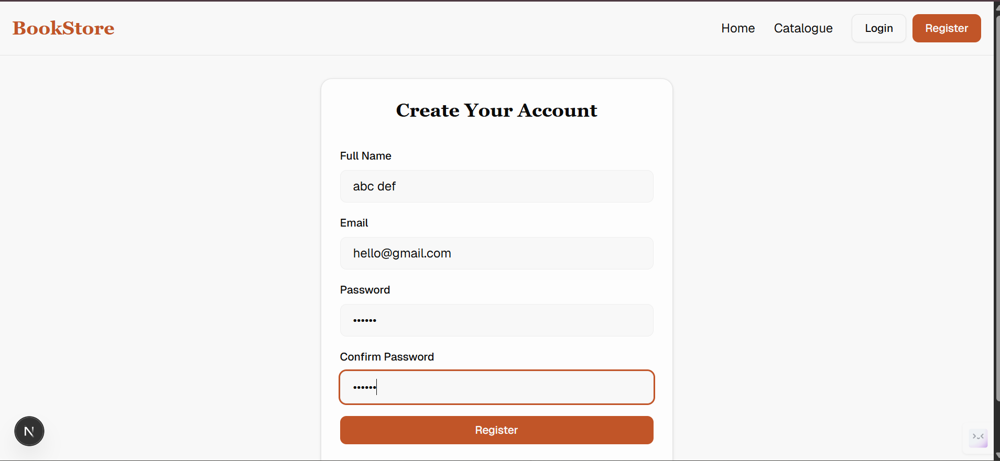 BookStore
Home Catalogue Login Register
Create Your Account
Full Name
abc def
Email
hello@gmail.com
Password
••••••
Confirm Password
••••••
Register
N